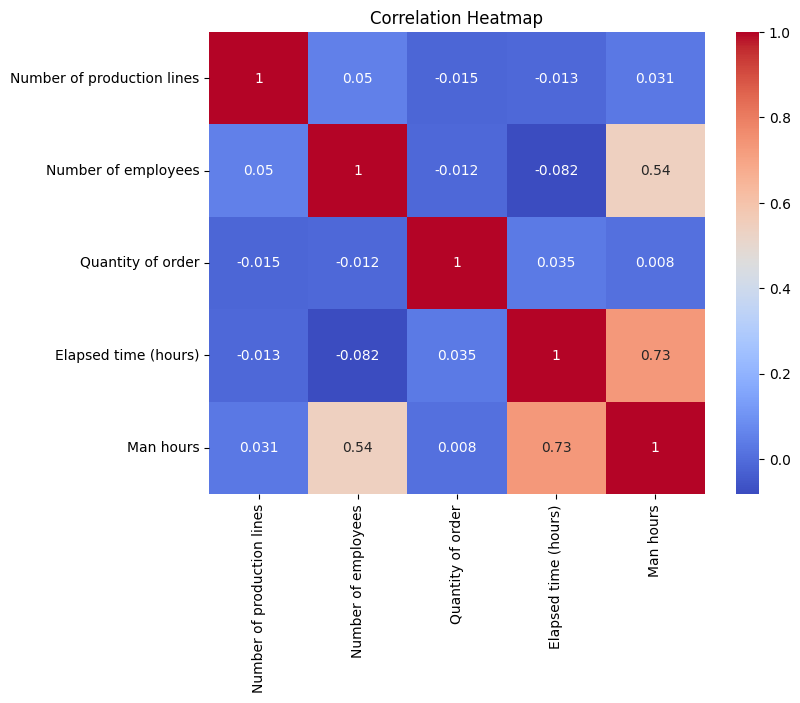 Correlation Heatmap
Number of production lines 1 0.05 -0.015 -0.013 0.031
Number of employees 0.05 1 -0.012 -0.082 0.54
Quantity of order -0.015 -0.012 1 0.035 0.008
Elapsed time (hours) -0.013 -0.082 0.035 1 0.73
Man hours 0.031 0.54 0.008 0.73 1
Number of production lines
Number of employees
Quantity of order
Elapsed time (hours)
Man hours
1.0
0.8
0.6
0.4
0.2
0.0